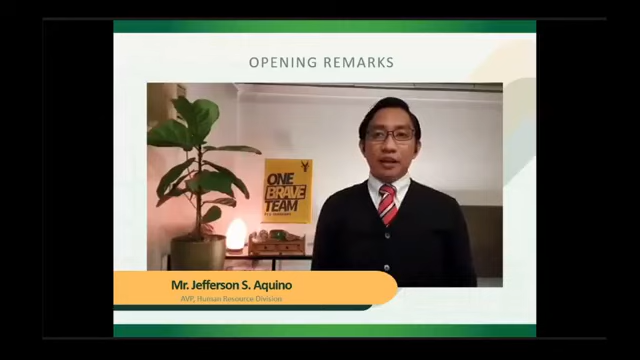 OPENING REMARKS
ONE
BRAVE
TEAM
Mr. Jefferson S. Aquino
AVP, Human Resource Division